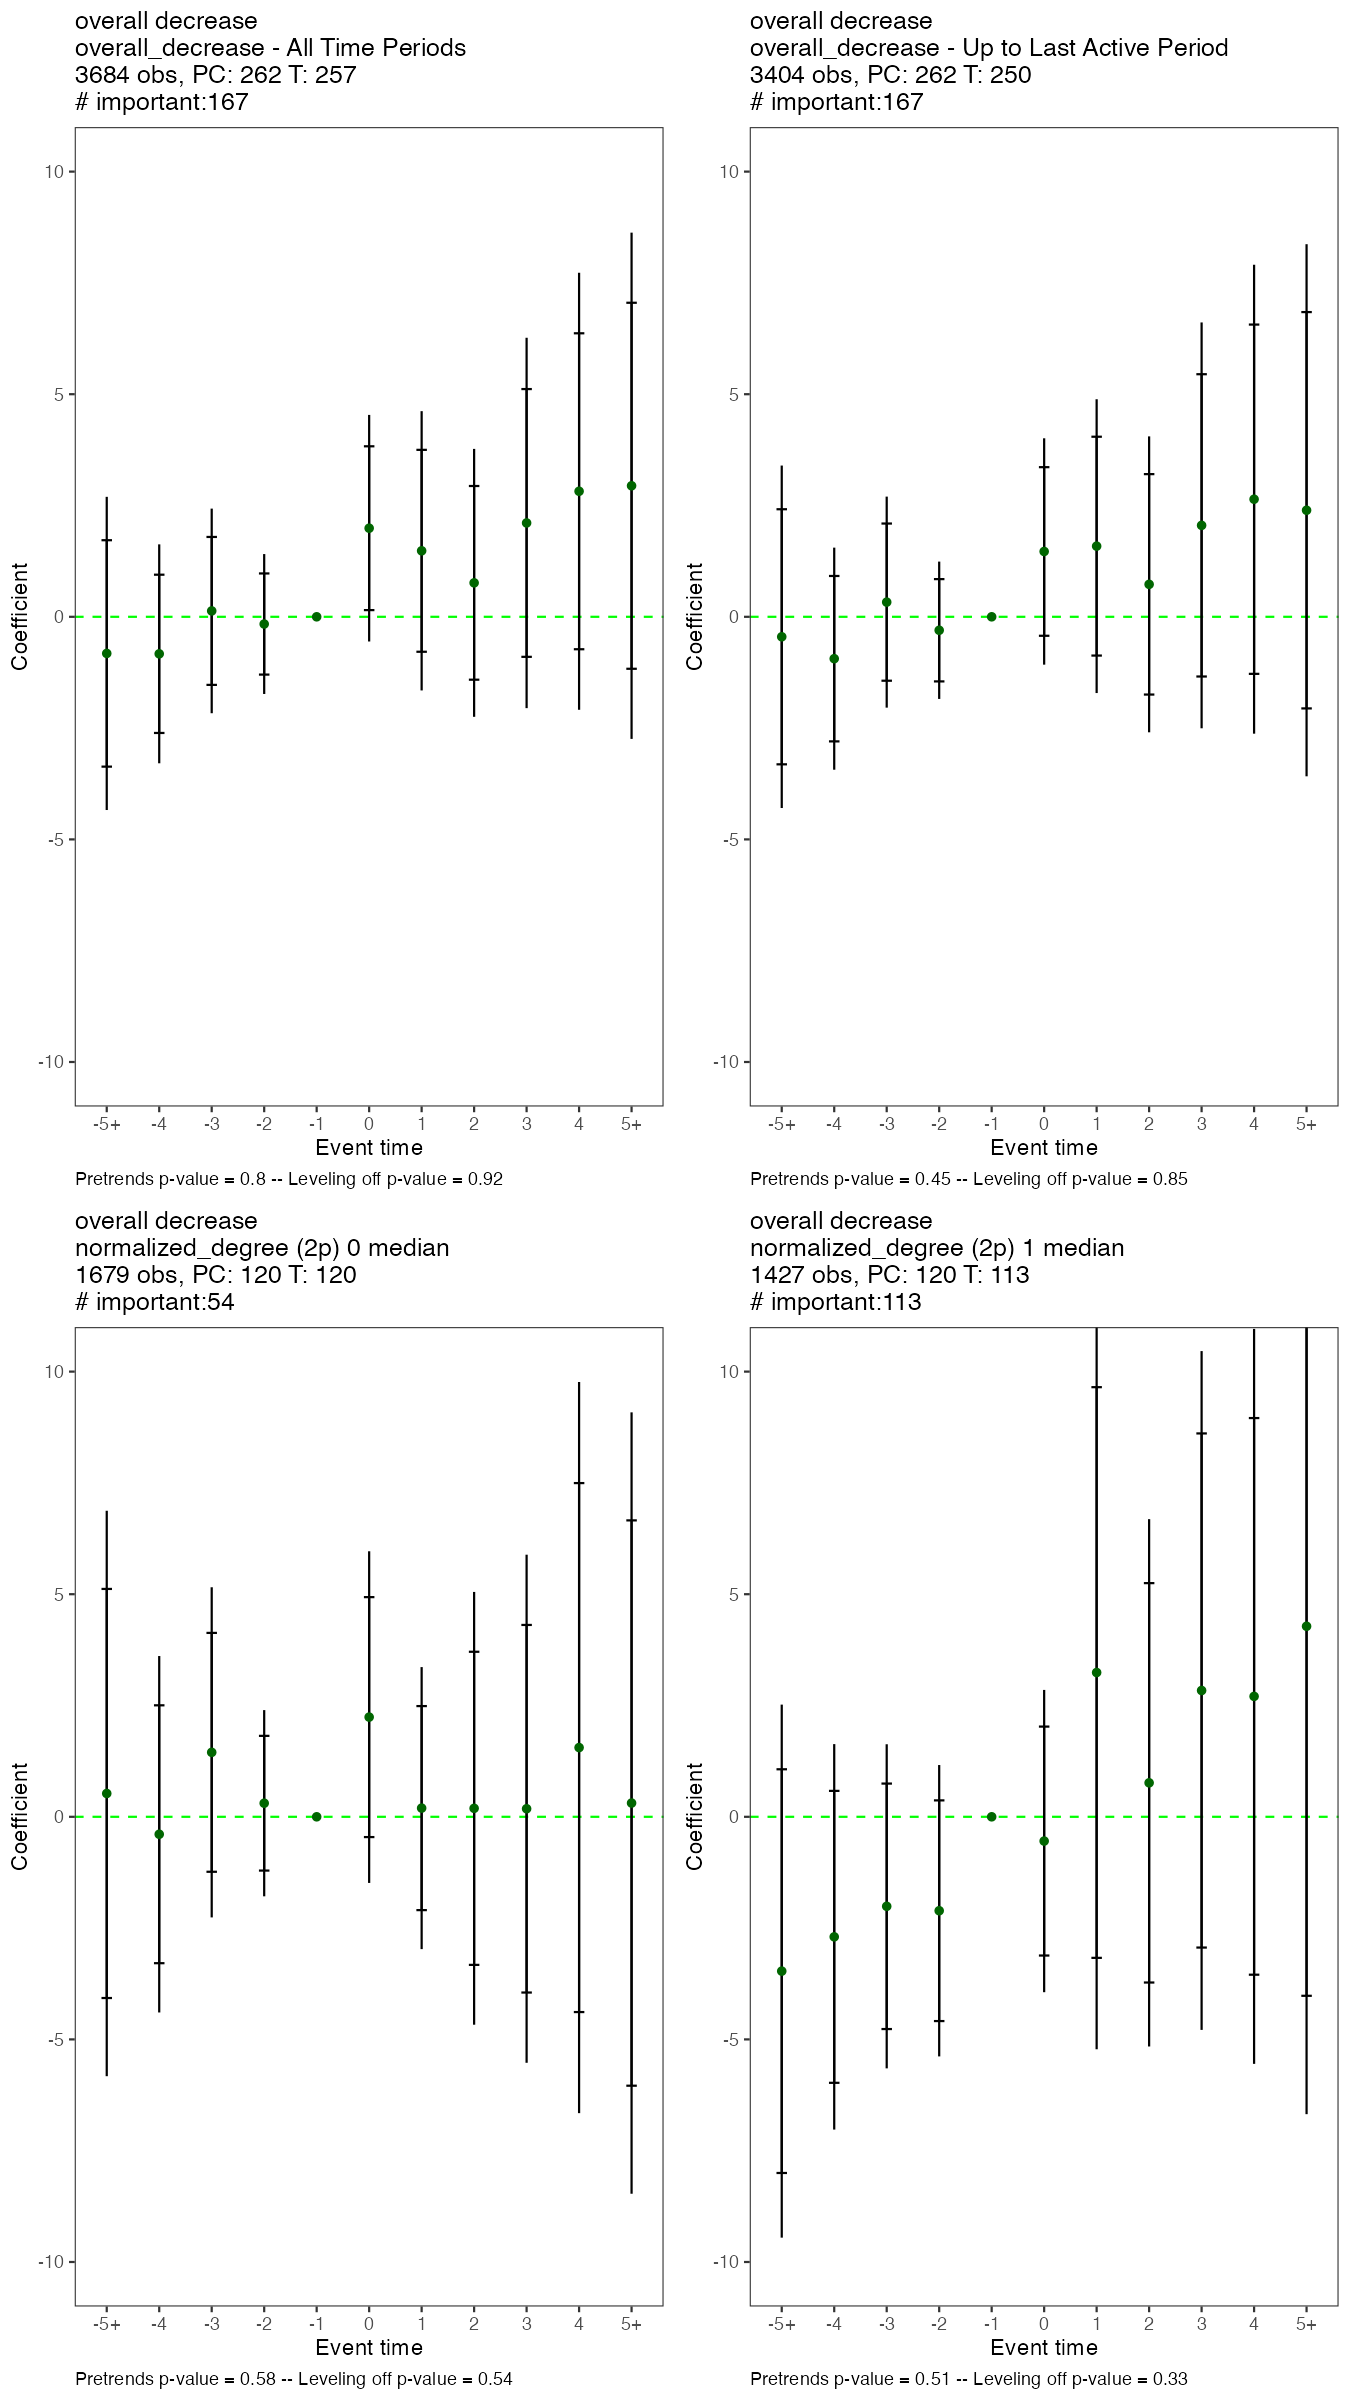 overall decrease
overall_decrease - All Time Periods
3684 obs, PC: 262 T: 257
# important:167
10
5
0
-5
-10
Coefficient
-5+ -4 -3 -2 -1 0 1 2 3 4 5+
Event time
Pretrends p-value = 0.8 -- Leveling off p-value = 0.92
overall decrease
overall_decrease - Up to Last Active Period
3404 obs, PC: 262 T: 250
# important:167
10
5
0
-5
-10
Coefficient
-5+ -4 -3 -2 -1 0 1 2 3 4 5+
Event time
Pretrends p-value = 0.45 -- Leveling off p-value = 0.85
overall decrease
normalized_degree (2p) 0 median
1679 obs, PC: 120 T: 120
# important:54
10
5
0
-5
-10
Coefficient
-5+ -4 -3 -2 -1 0 1 2 3 4 5+
Event time
Pretrends p-value = 0.58 -- Leveling off p-value = 0.54
overall decrease
normalized_degree (2p) 1 median
1427 obs, PC: 120 T: 113
# important:113
10
5
0
-5
-10
Coefficient
-5+ -4 -3 -2 -1 0 1 2 3 4 5+
Event time
Pretrends p-value = 0.51 -- Leveling off p-value = 0.33